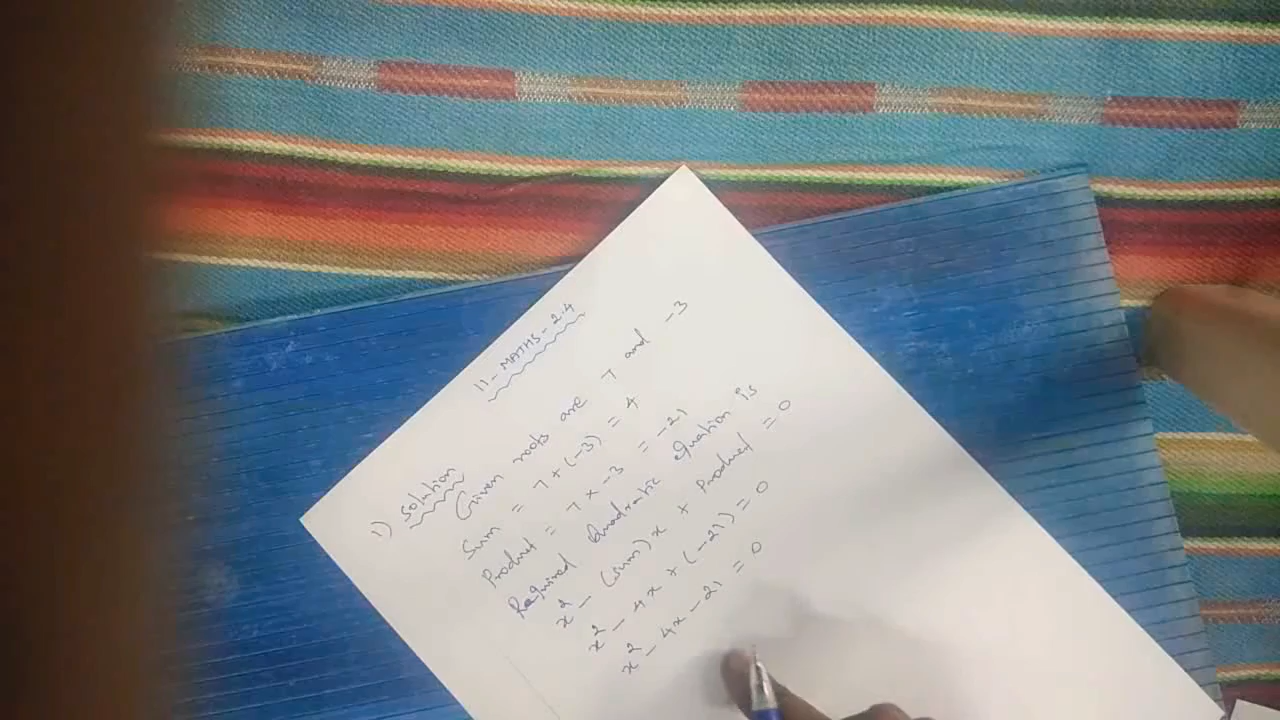 11 - MATHS - 2.4
1) Solution
Given roots are 7 and -3
Sum = 7 + (-3) = 4
Product = 7 x -3 = -21
Required Quadratic equation is
x² - (sum) x + Product = 0
x² - 4x + (-21) = 0
x² - 4x - 21 = 0